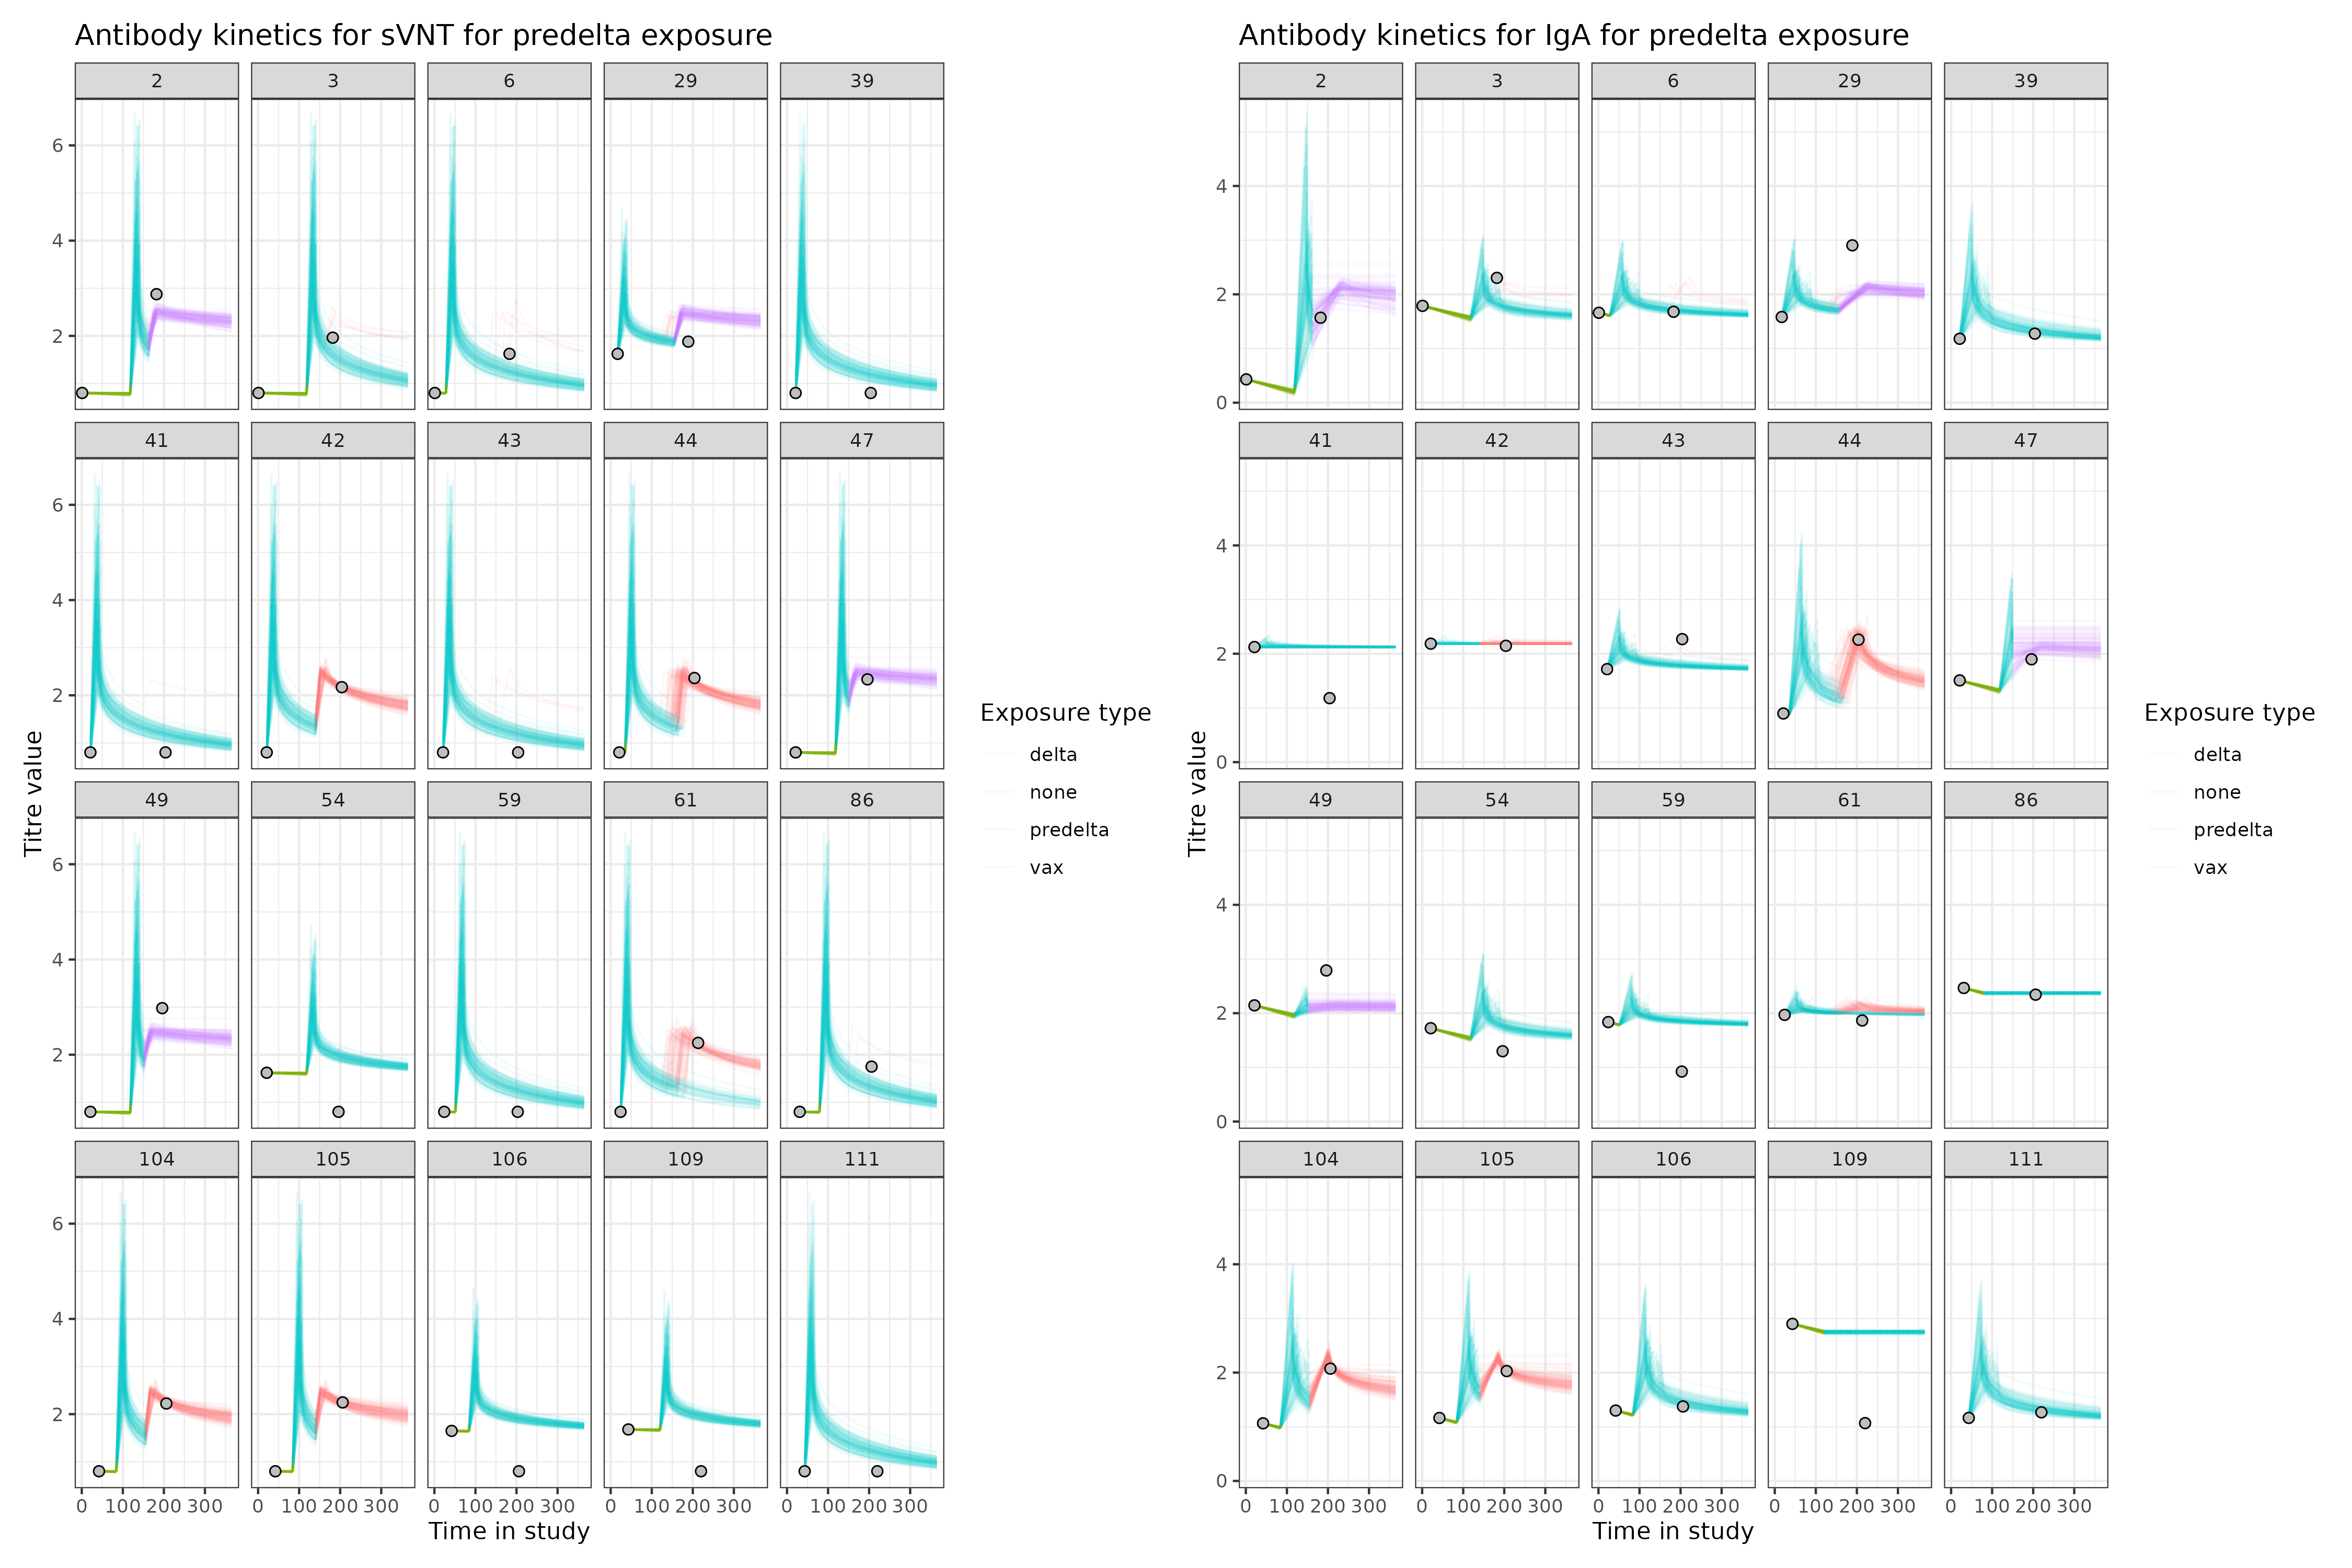 Antibody kinetics for sVNT for predelta exposure
2 3 6 29 39
6
4
2
41 42 43 44 47
6
4
2
49 54 59 61 86
6
4
2
104 105 106 109 111
6
4
2
0 100 200 300 0 100 200 300 0 100 200 300 0 100 200 300 0 100 200 300
Time in study
Titre value
Exposure type
delta
none
predelta
vax
Antibody kinetics for IgA for predelta exposure
2 3 6 29 39
4
2
0
41 42 43 44 47
4
2
0
49 54 59 61 86
4
2
0
104 105 106 109 111
4
2
0
0 100 200 300 0 100 200 300 0 100 200 300 0 100 200 300 0 100 200 300
Time in study
Titre value
Exposure type
delta
none
predelta
vax